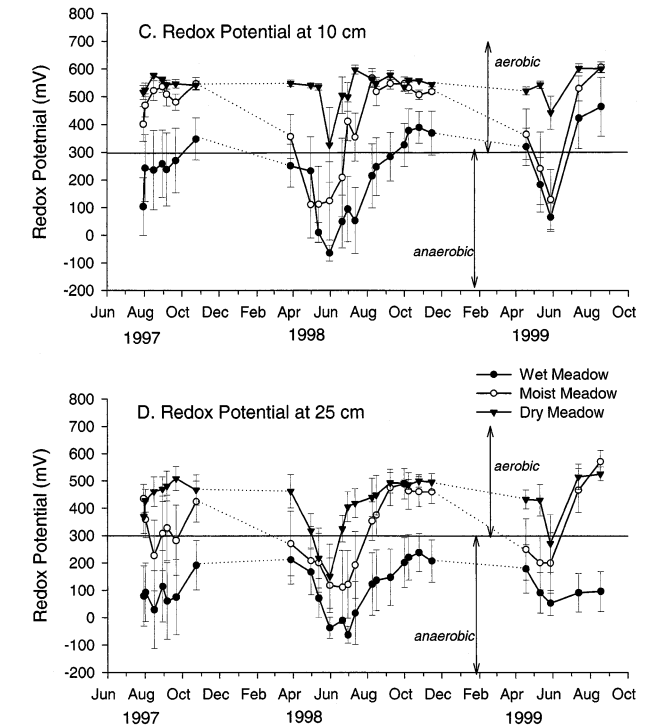 800
C. Redox Potential at 10 cm
700
600
500
400
300
200
100
0
-100
-200
Redox Potetnial (mV)
aerobic
anaerobic
Jun Aug Oct Dec Feb Apr Jun Aug Oct Dec Feb Apr Jun Aug Oct
1997 1998 1999
Wet Meadow
Moist Meadow
Dry Meadow
800
D. Redox Potential at 25 cm
700
600
500
400
300
200
100
0
-100
-200
Redox Potential (mV)
aerobic
anaerobic
Jun Aug Oct Dec Feb Apr Jun Aug Oct Dec Feb Apr Jun Aug Oct
1997 1998 1999